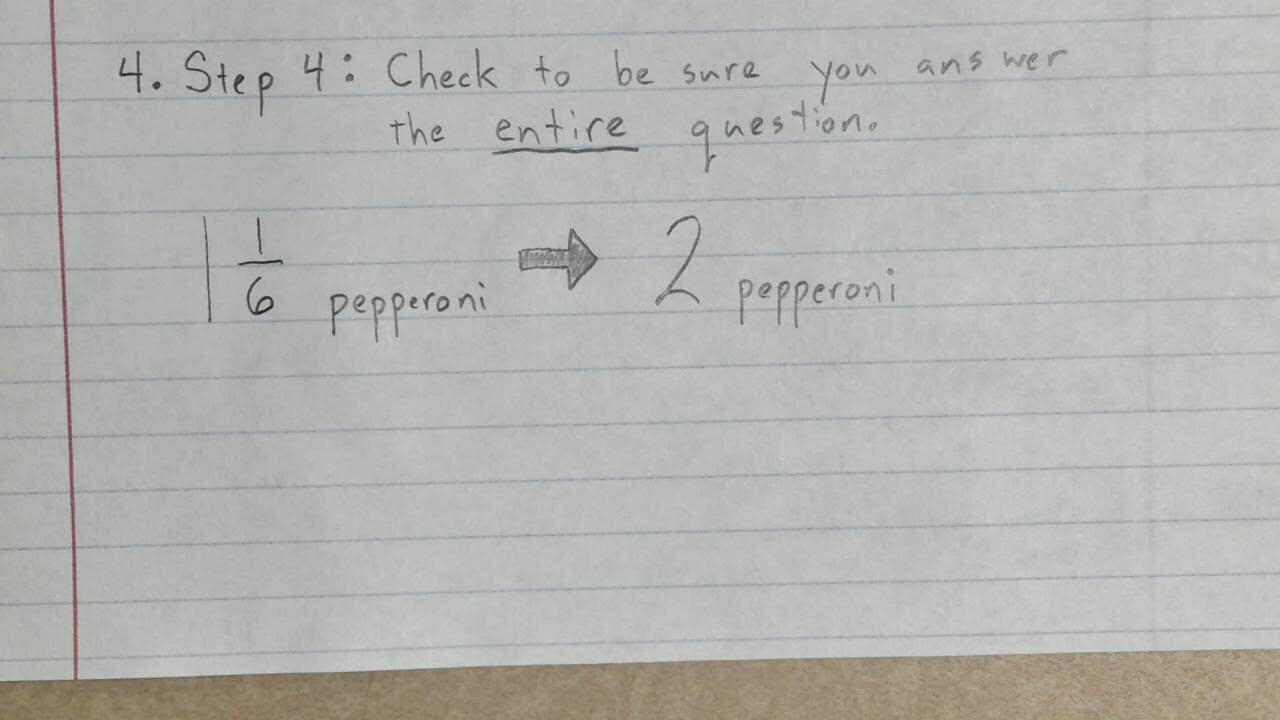 4. Step 4: Check to be sure you answer
the entire question.
1 1/6 pepperoni → 2 pepperoni